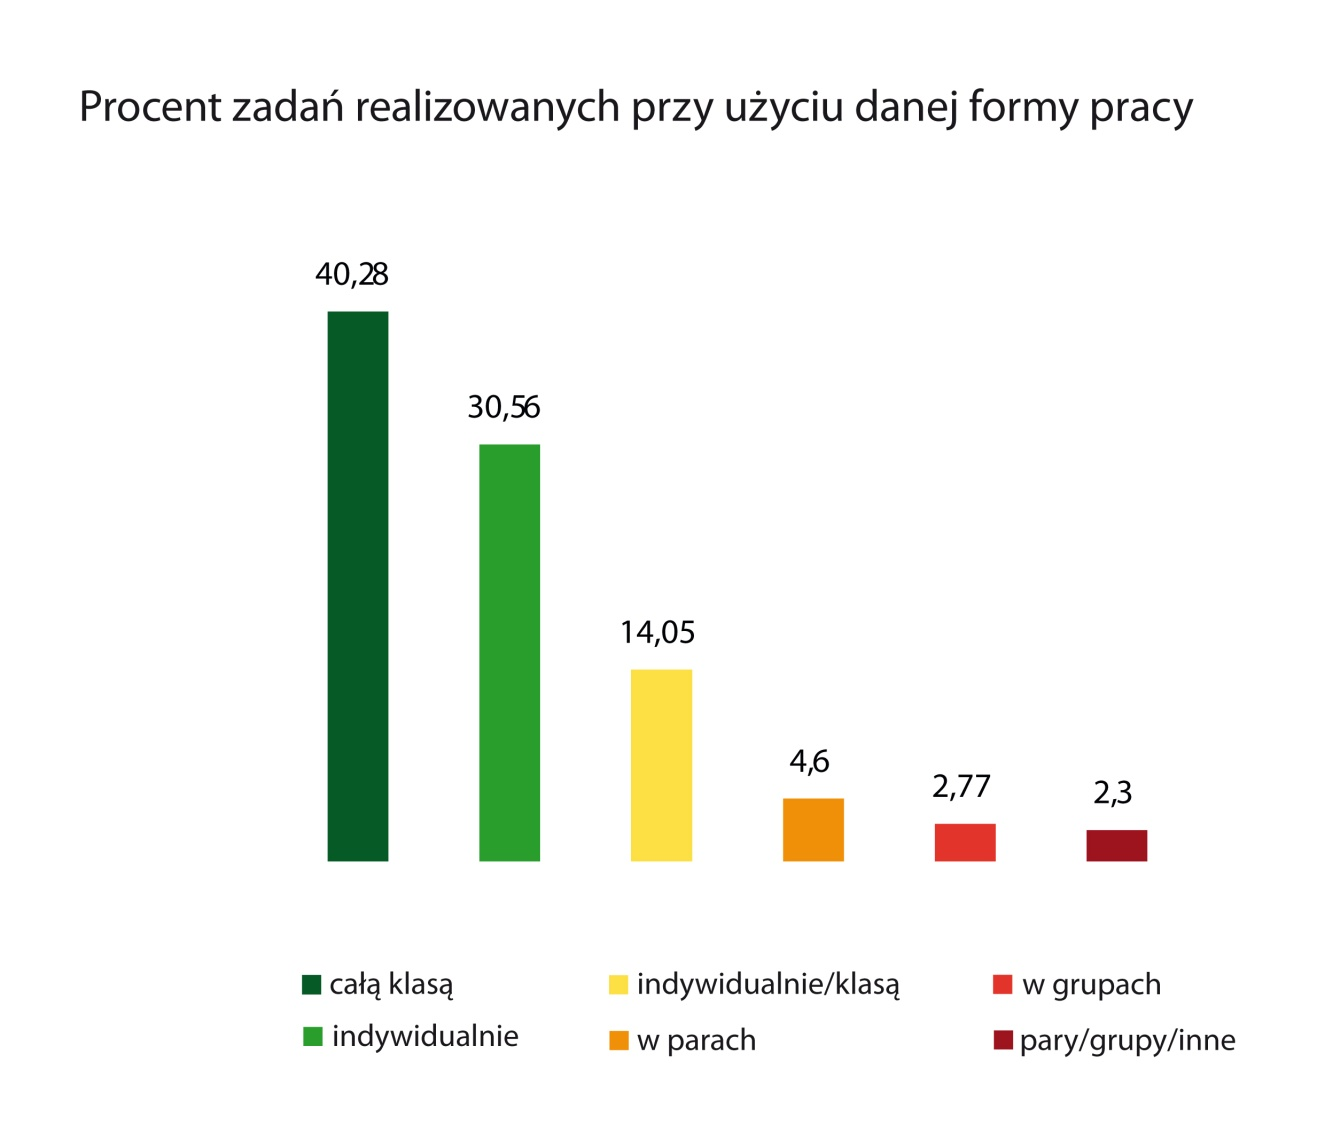 Procent zadań realizowanych przy użyciu danej formy pracy
40,28
30,56
14,05
4,6
2,77
2,3
całą klasą
indywidualnie/klasą
w grupach
indywidualnie
w parach
pary/grupy/inne